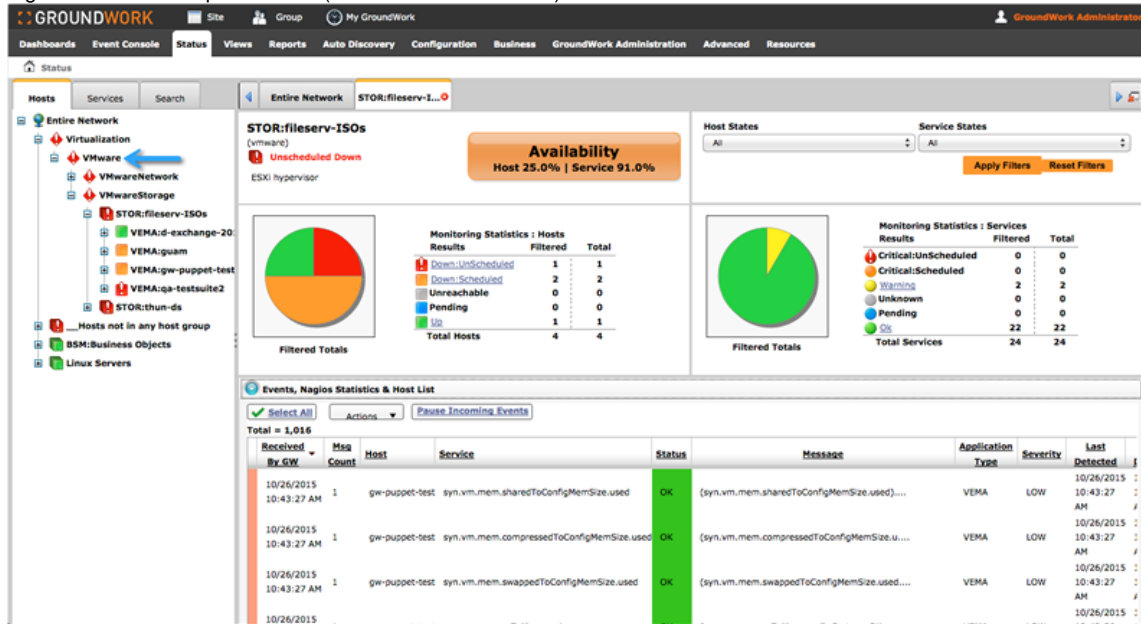 GROUNDWORK Site Group My GroundWork GroundWork Administrator
Dashboards Event Console Status Views Reports Auto Discovery Configuration Business GroundWork Administration Advanced Resources
Status
Hosts Services Search
Entire Network
Virtualization
VMware
VMwareNetwork
VMwareStorage
STOR:fileserv-ISOs
VEMA:d-exchange-20
VEMA:guam
VEMA:gw-puppet-test
VEMA:qa-testsuite2
STOR:thun-ds
__Hosts not in any host group
BSM:Business Objects
Linux Servers
Entire Network STOR:fileserv-I...
STOR:fileserv-ISOs
(vmware)
Unscheduled Down
ESXi hypervisor
Availability
Host 25.0% | Service 91.0%
Host States Service States
All All
Apply Filters Reset Filters
Filtered Totals
Monitoring Statistics : Hosts
Results Filtered Total
Down:UnScheduled 1 1
Down:Scheduled 2 2
Unreachable 0 0
Pending 0 0
Up 1 1
Total Hosts 4 4
Filtered Totals
Monitoring Statistics : Services
Results Filtered Total
Critical:UnScheduled 0 0
Critical:Scheduled 0 0
Warning 2 2
Unknown 0 0
Pending 0 0
Ok 22 22
Total Services 24 24
Events, Nagios Statistics & Host List
Select All Actions Pause Incoming Events
Total = 1,016
Received By GW Msg Count Host Service Status Message Application Type Severity Last Detected
10/26/2015 10:43:27 AM 1 gw-puppet-test syn.vm.mem.sharedToConfigMemSize.used OK (syn.vm.mem.sharedToConfigMemSize.used).... VEMA LOW 10/26/2015 10:43:27 AM
10/26/2015 10:43:27 AM 1 gw-puppet-test syn.vm.mem.compressedToConfigMemSize.used OK (syn.vm.mem.compressedToConfigMemSize.u.... VEMA LOW 10/26/2015 10:43:27 AM
10/26/2015 10:43:27 AM 1 gw-puppet-test syn.vm.mem.swappedToConfigMemSize.used OK (syn.vm.mem.swappedToConfigMemSize.used.... VEMA LOW 10/26/2015 10:43:27 AM
10/26/2015 10/26/2015